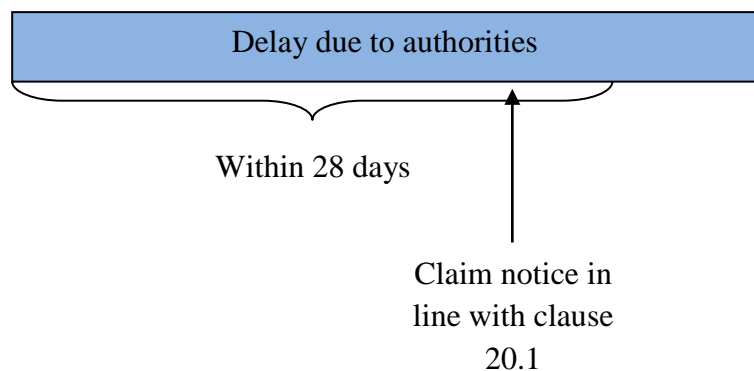 Delay due to authorities
Within 28 days
Claim notice in
line with clause
20.1